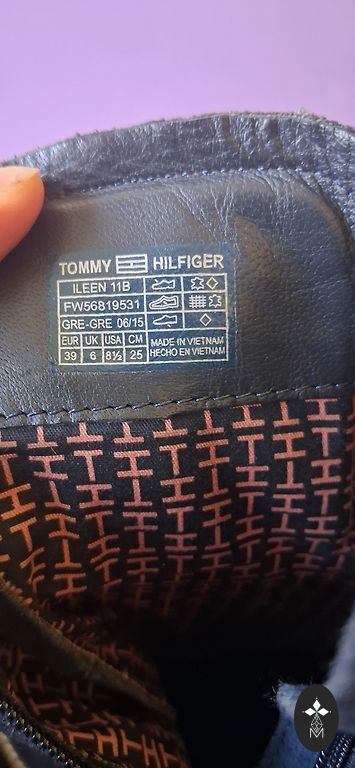 TOMMY HILFIGER
ILEEN 11B
FW56819531
GRE-GRE 06/15
EUR UK USA CM
39 6 8½ 25
MADE IN VIETNAM
HECHO EN VIETNAM
M